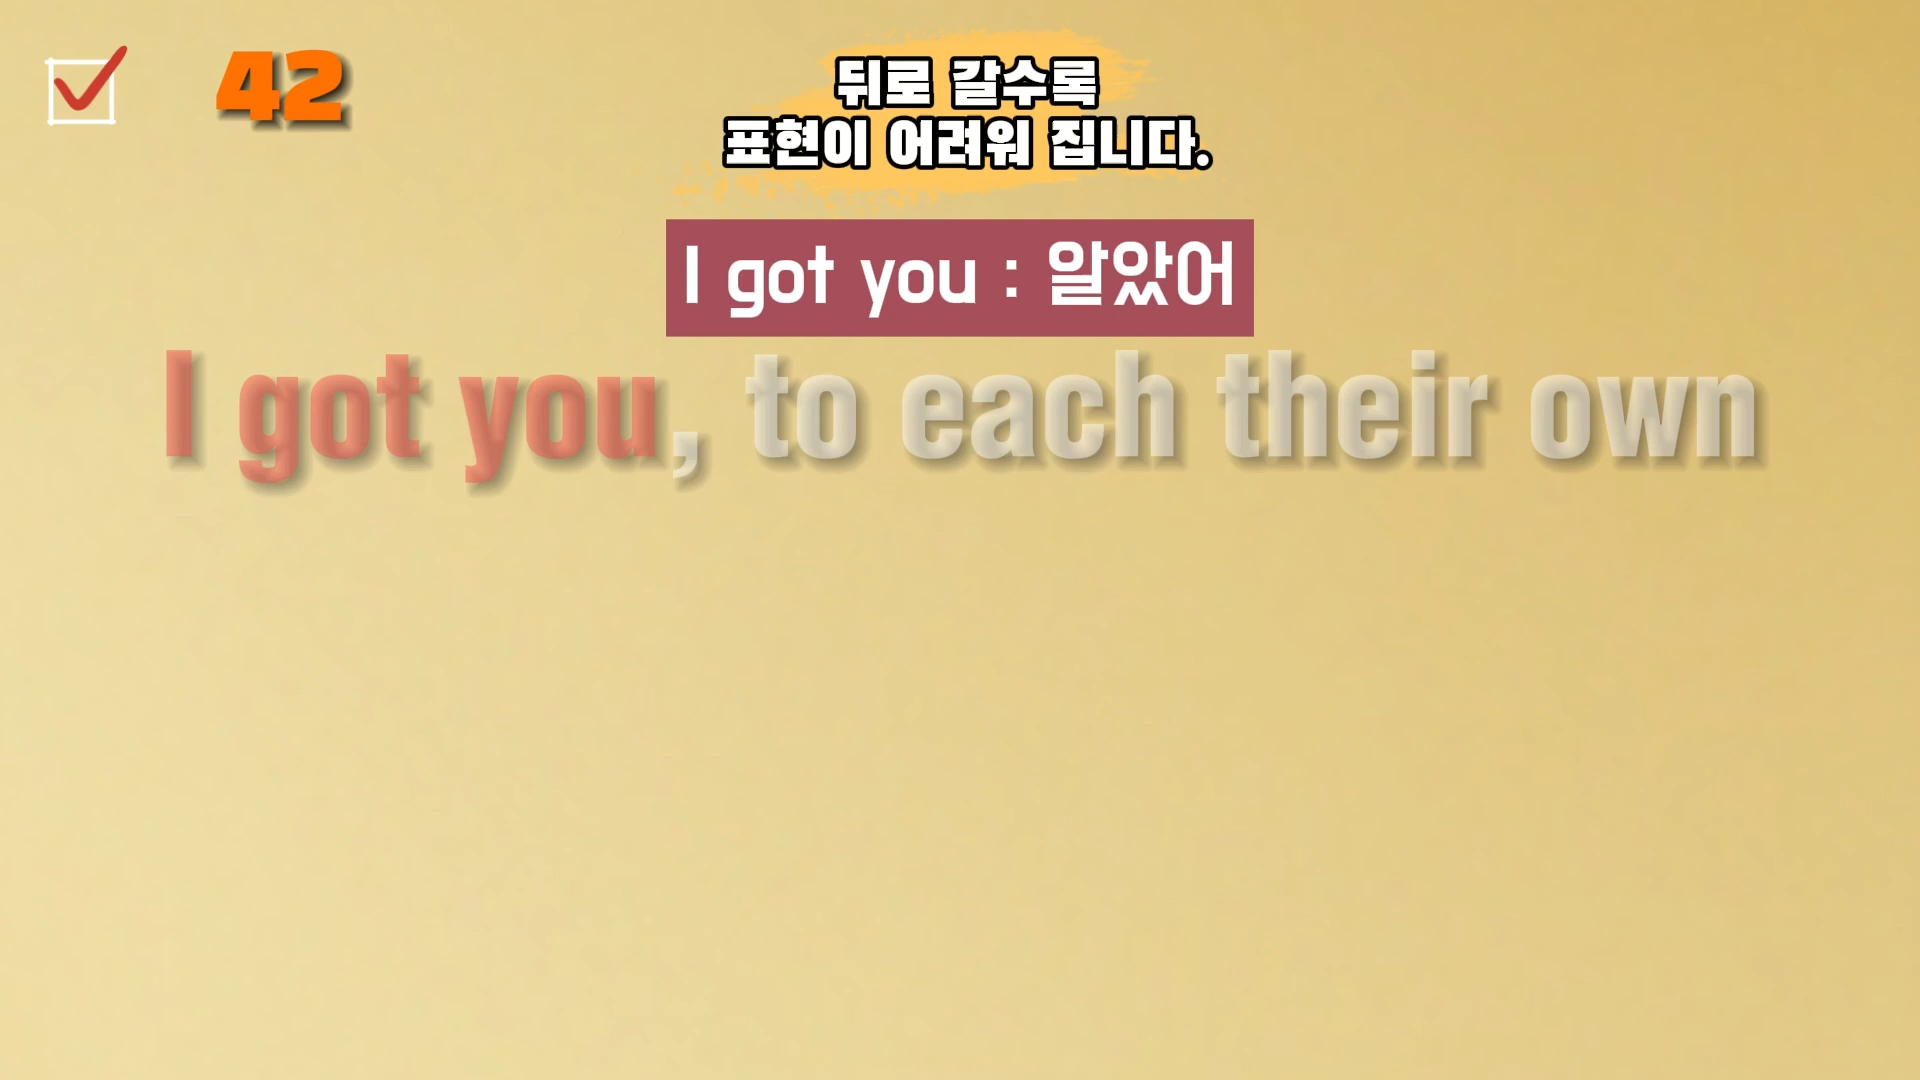 42
뒤로 갈수록
표현이 어려워 집니다.
I got you : 알았어
I got you, to each their own